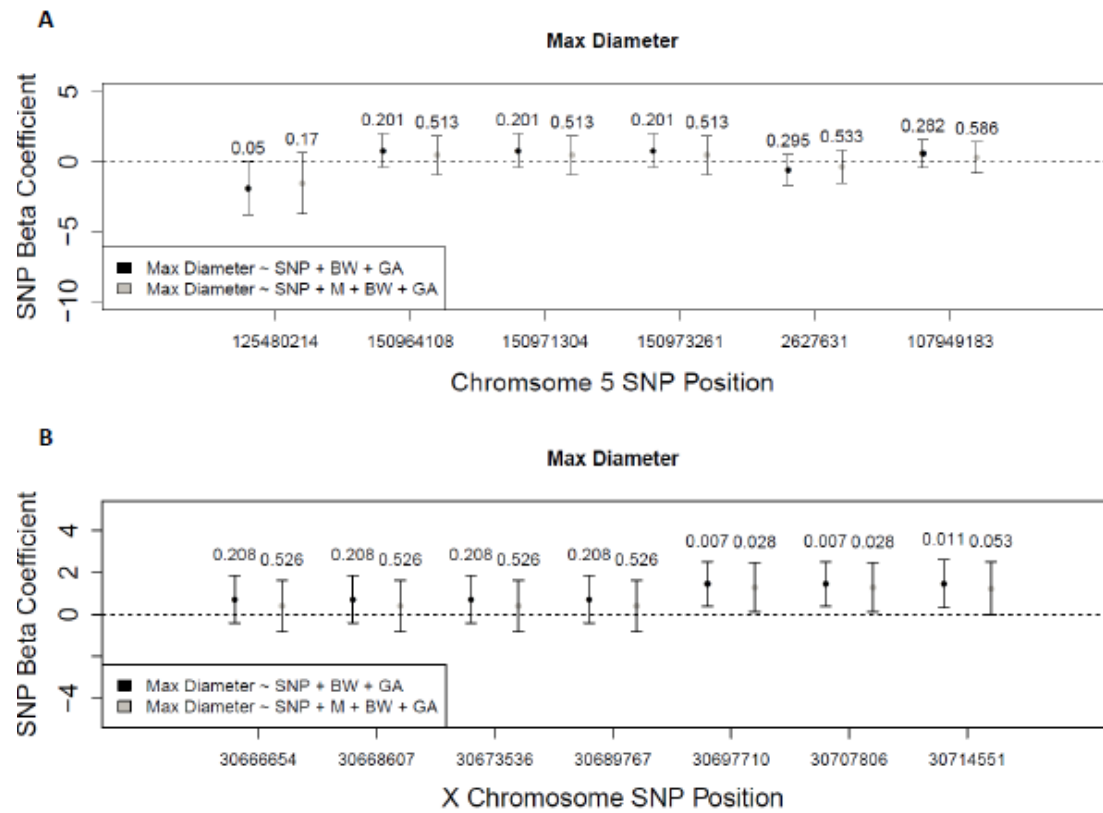 A
Max Diameter
SNP Beta Coefficient
5
0
−5
−10
0.05 0.17 0.201 0.513 0.201 0.513 0.201 0.513 0.295 0.533 0.282 0.586
Max Diameter ~ SNP + BW + GA
Max Diameter ~ SNP + M + BW + GA
125480214 150964108 150971304 150973261 2627631 107949183
Chromsome 5 SNP Position
B
Max Diameter
SNP Beta Coefficient
4
2
0
−4
0.208 0.526 0.208 0.526 0.208 0.526 0.208 0.526 0.007 0.028 0.007 0.028 0.011 0.053
Max Diameter ~ SNP + BW + GA
Max Diameter ~ SNP + M + BW + GA
30666654 30668607 30673536 30689767 30697710 30707806 30714551
X Chromosome SNP Position